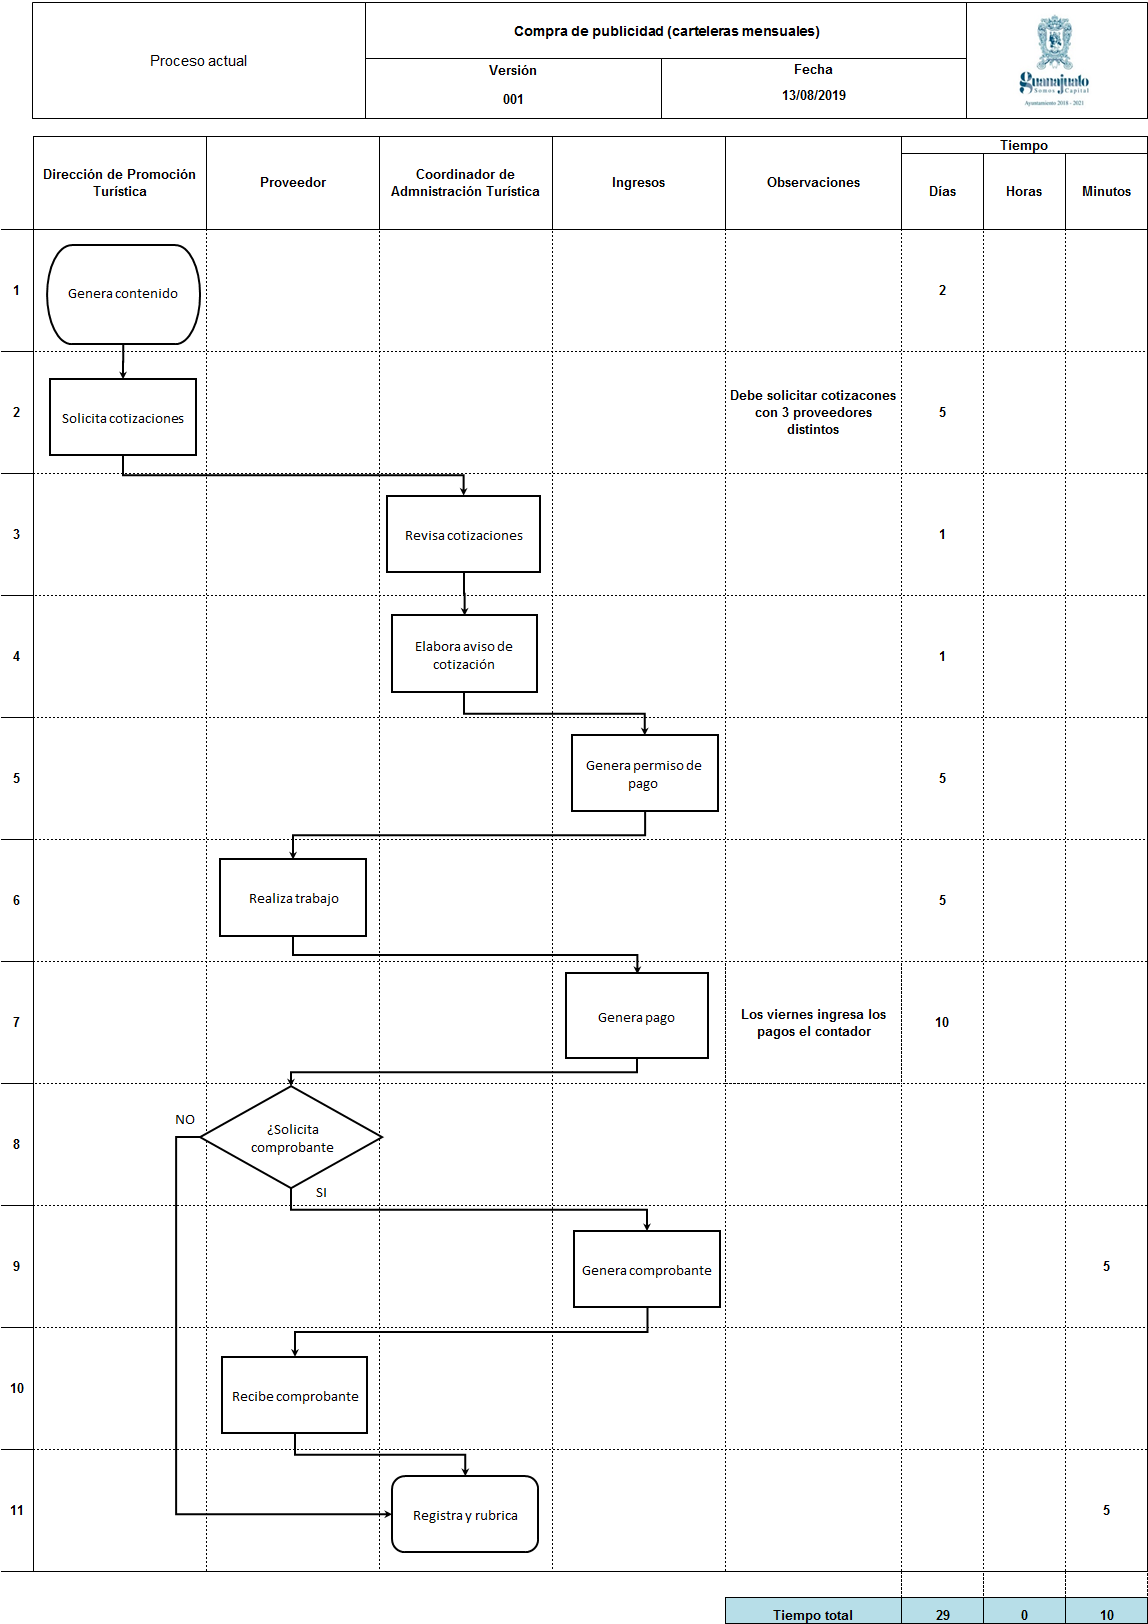 Proceso actual
Compra de publicidad (carteleras mensuales)
Versión
001
Fecha
13/08/2019
Guanajuato
Somos Capital
Ayuntamiento 2018 - 2021
Dirección de Promoción
Turística
Proveedor
Coordinador de
Admnistración Turística
Ingresos
Observaciones
Tiempo
Días
Horas
Minutos
1
Genera contenido
2
2
Solicita cotizaciones
Debe solicitar cotizacones
con 3 proveedores
distintos
5
3
Revisa cotizaciones
1
4
Elabora aviso de
cotización
1
5
Genera permiso de
pago
5
6
Realiza trabajo
5
7
Genera pago
Los viernes ingresa los
pagos el contador
10
8
NO
¿Solicita
comprobante
SI
9
Genera comprobante
5
10
Recibe comprobante
11
Registra y rubrica
5
Tiempo total
29
0
10